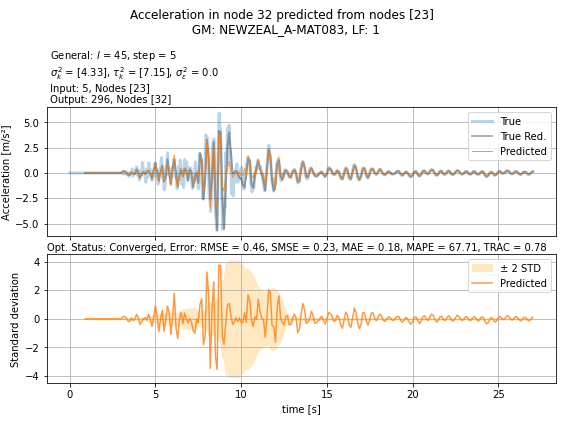 Acceleration in node 32 predicted from nodes [23]
GM: NEWZEAL_A-MAT083, LF: 1
General: l = 45, step = 5
σ²ₖ = [4.33], τ²ₖ = [7.15], σ²ε = 0.0
Input: 5, Nodes [23]
Output: 296, Nodes [32]
Acceleration [m/s²]
5.0
2.5
0.0
−2.5
−5.0
True
True Red.
Predicted
Opt. Status: Converged, Error: RMSE = 0.46, SMSE = 0.23, MAE = 0.18, MAPE = 67.71, TRAC = 0.78
Standard deviation
4
2
0
−2
−4
± 2 STD
Predicted
0 5 10 15 20 25
time [s]